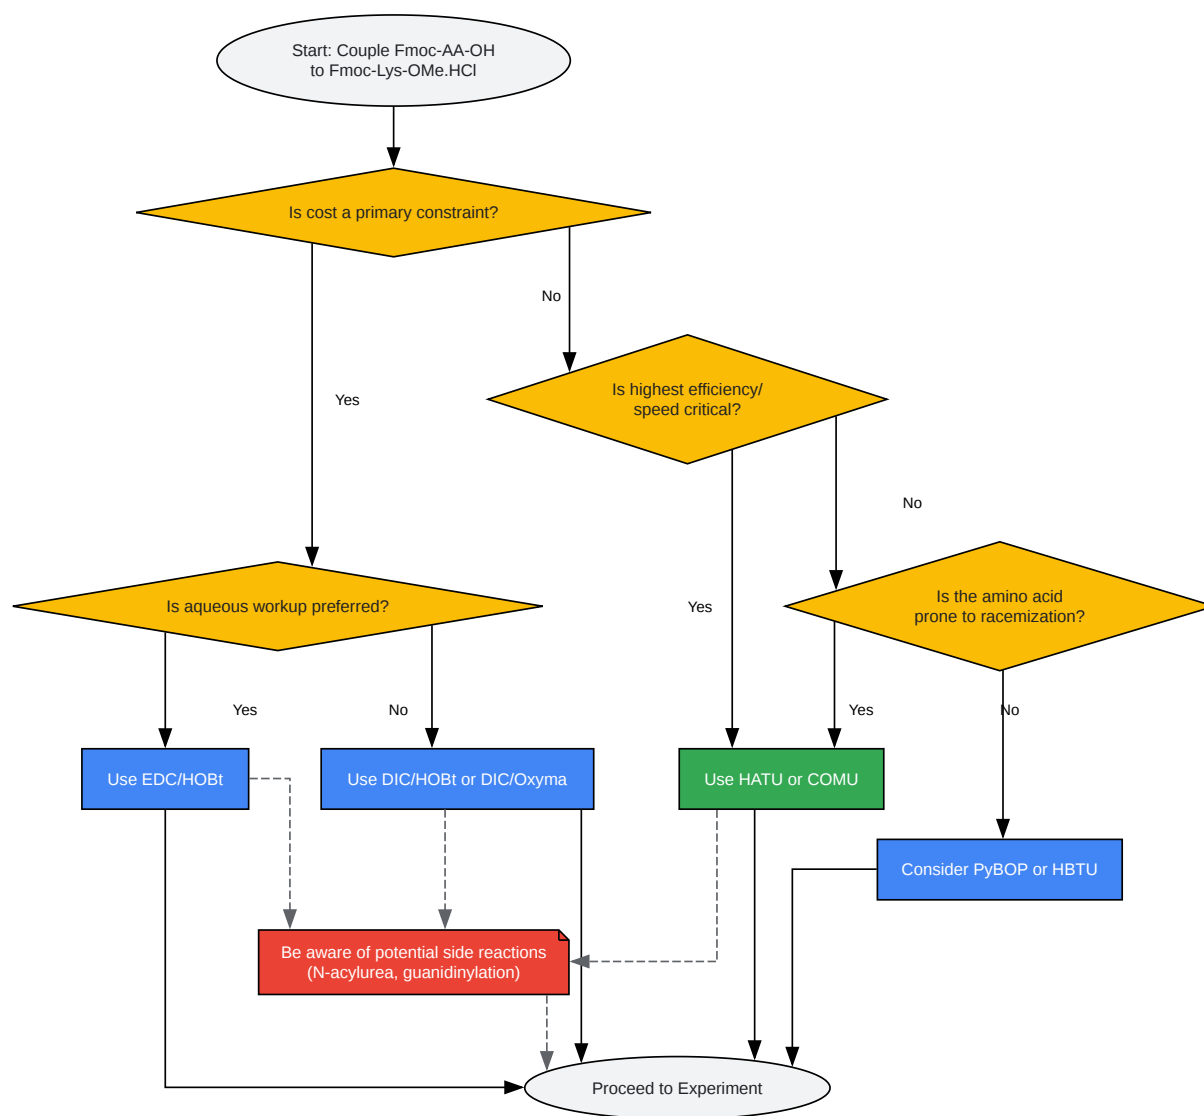 Start: Couple Fmoc-AA-OH
to Fmoc-Lys-OMe.HCl
Is cost a primary constraint?
No
Yes
Is highest efficiency/
speed critical?
No
Is aqueous workup preferred?
Yes
Is the amino acid
prone to racemization?
Yes
No
Yes
No
Use EDC/HOBt
Use DIC/HOBt or DIC/Oxyma
Use HATU or COMU
Consider PyBOP or HBTU
Be aware of potential side reactions
(N-acylurea, guanidinylation)
Proceed to Experiment